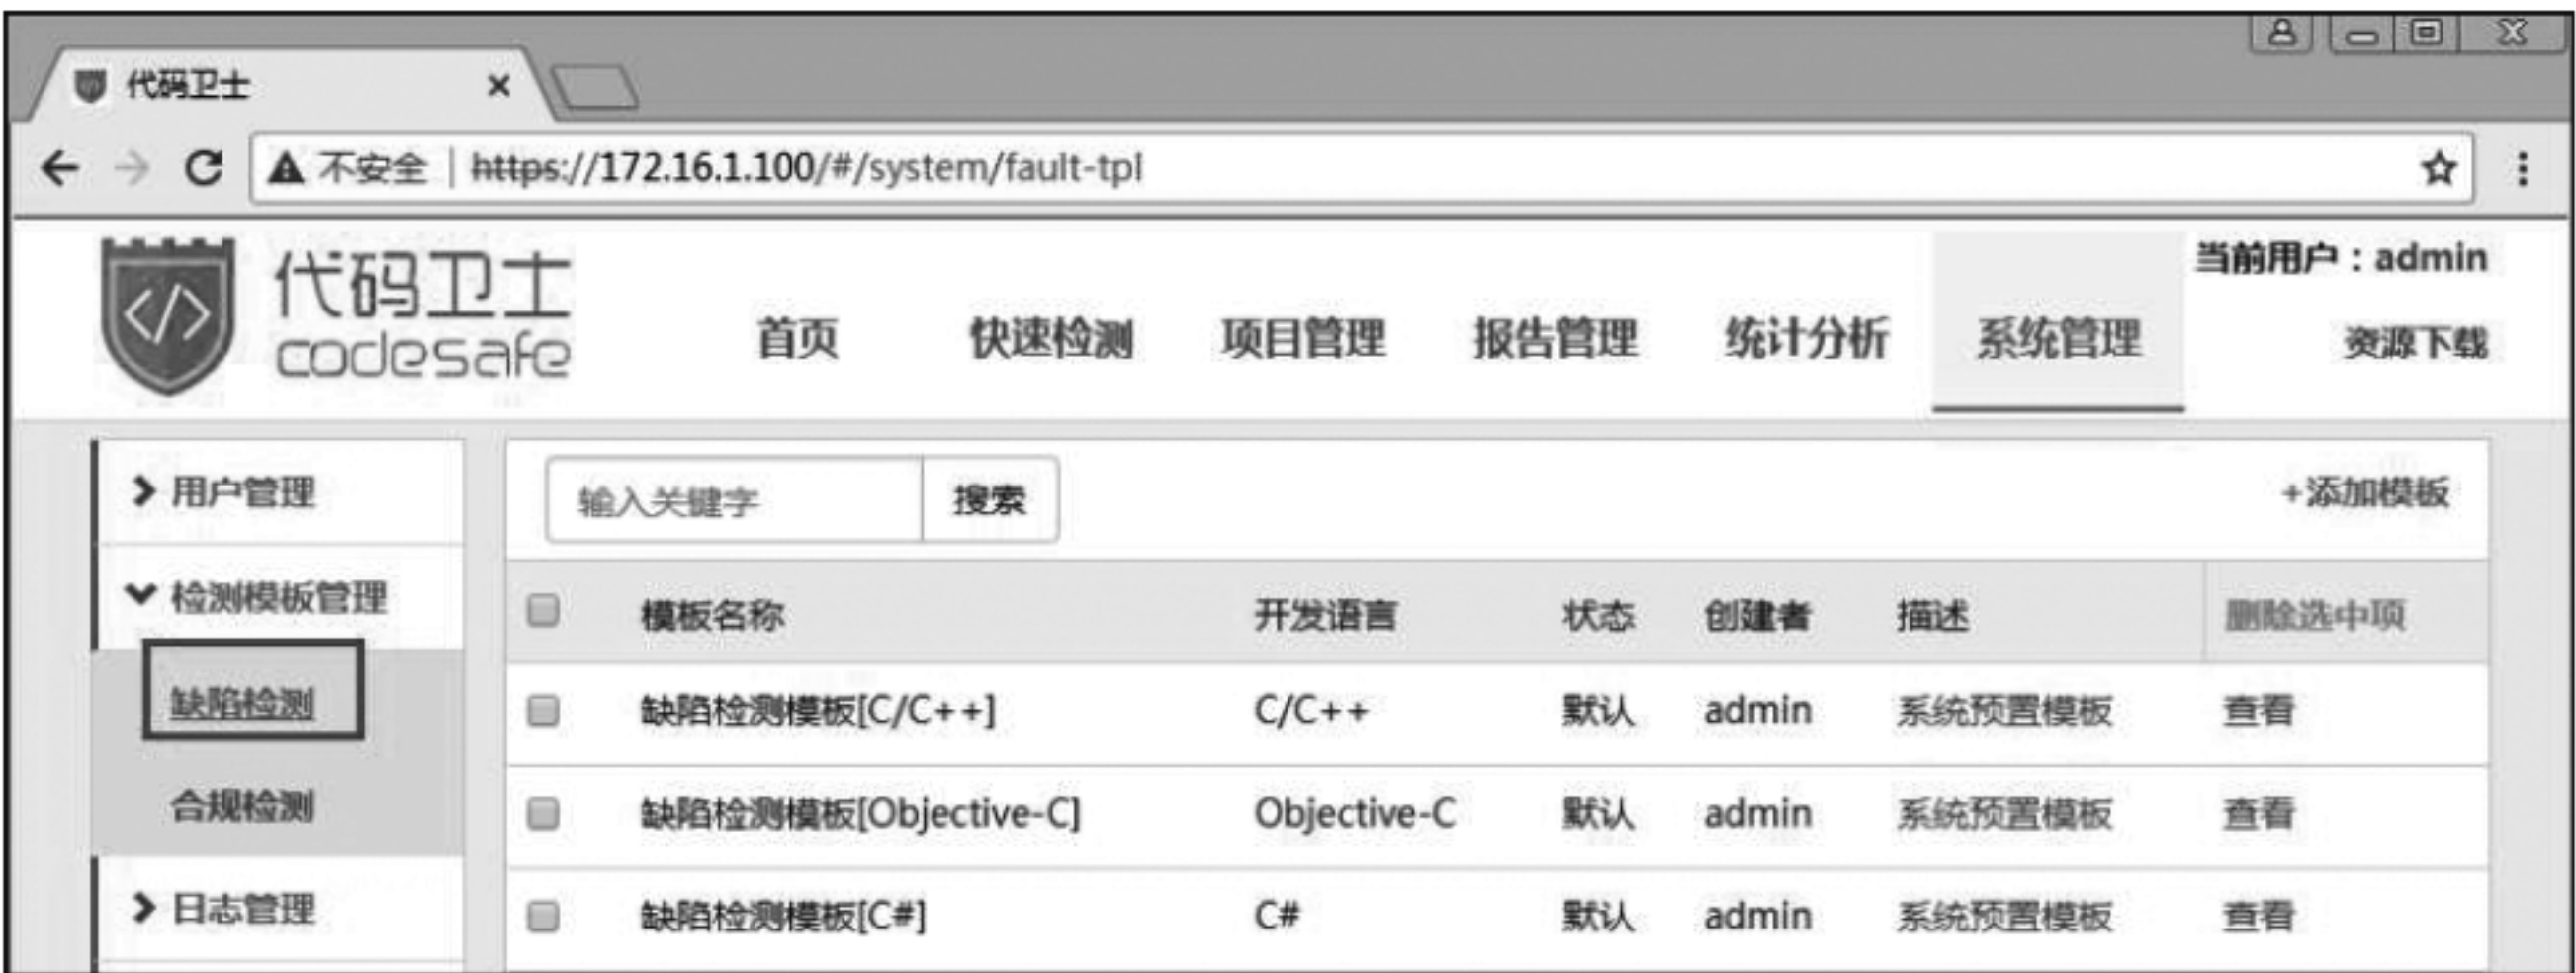 代码卫士
不安全 | https://172.16.1.100/#/system/fault-tpl
代码卫士
codesafe
首页 快速检测 项目管理 报告管理 统计分析 系统管理
当前用户：admin
资源下载
用户管理
检测模板管理
缺陷检测
合规检测
日志管理
输入关键字 搜索 +添加模板
模板名称 开发语言 状态 创建者 描述 删除选中项
缺陷检测模板[C/C++] C/C++ 默认 admin 系统预置模板 查看
缺陷检测模板[Objective-C] Objective-C 默认 admin 系统预置模板 查看
缺陷检测模板[C#] C# 默认 admin 系统预置模板 查看